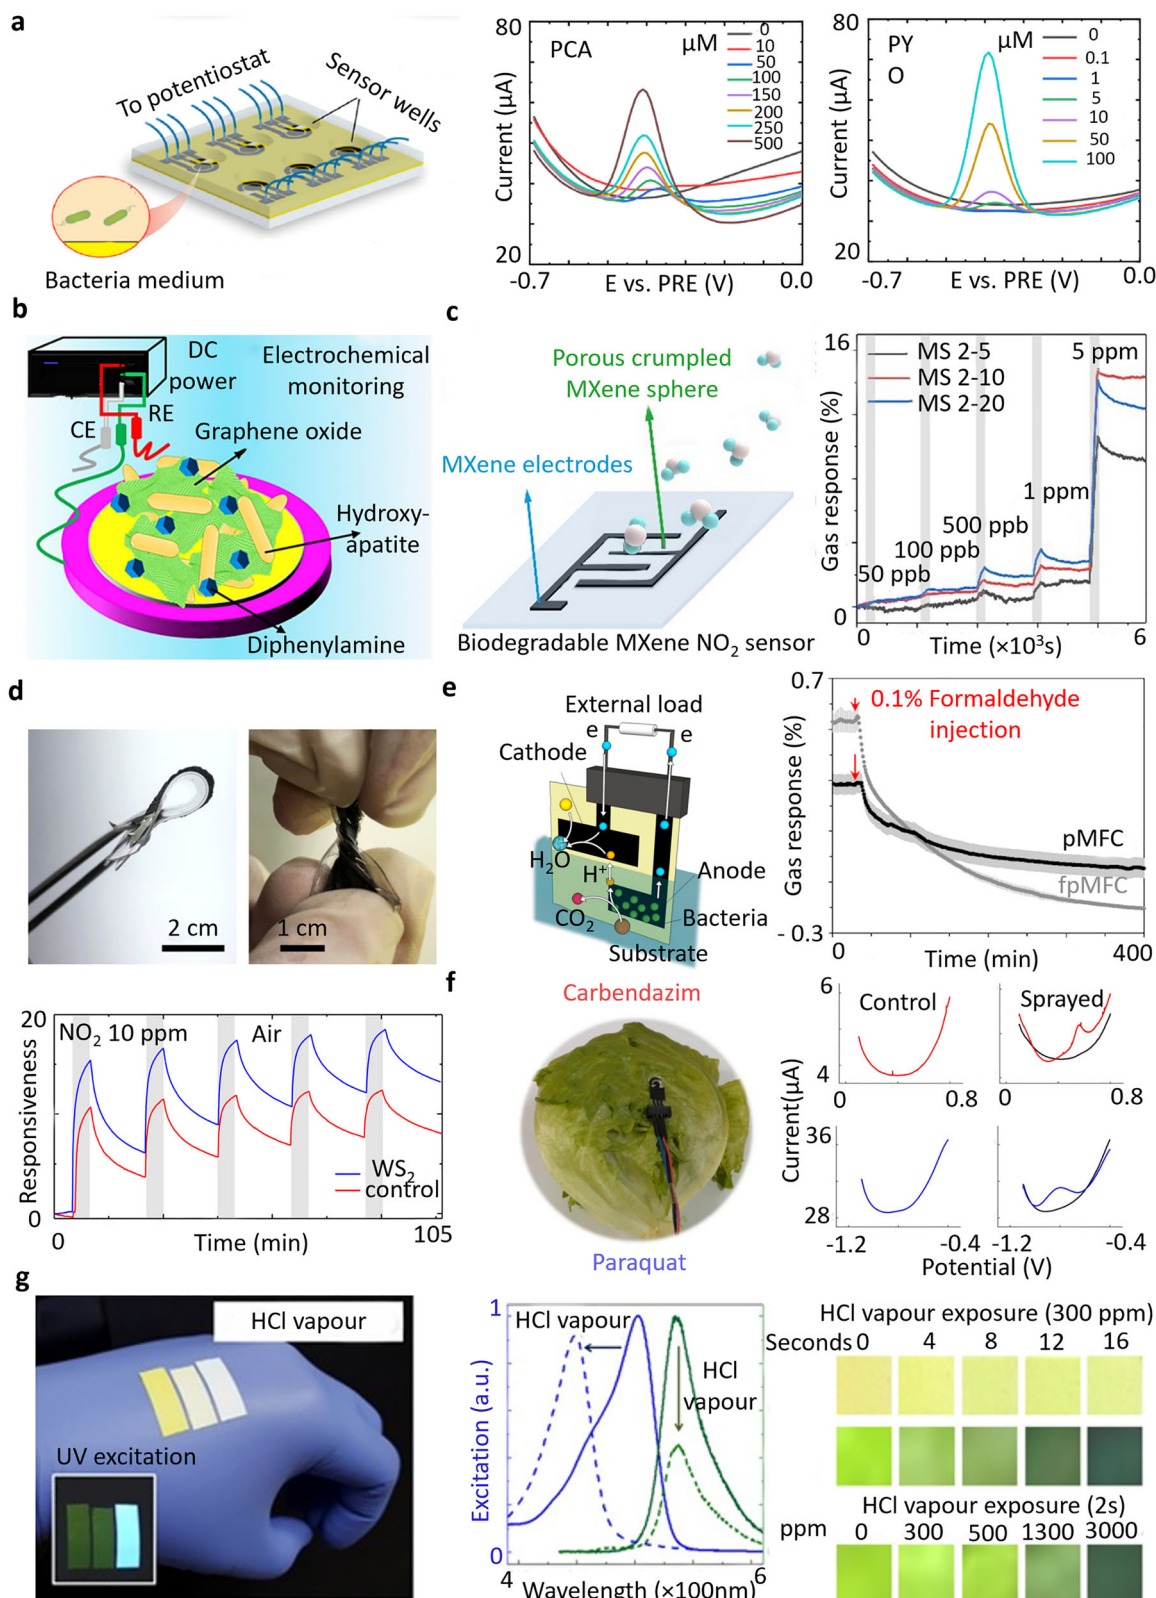 a
To potentiostat
Sensor wells
Bacteria medium
80
Current (µA)
20
PCA
µM
0
10
50
100
150
200
250
500
-0.7
0.0
E vs. PRE (V)
80
Current (µA)
20
PY
O
µM
0
0.1
1
5
10
50
100
-0.7
0.0
E vs. PRE (V)
b
DC
power
Electrochemical
monitoring
CE
RE
Graphene oxide
Hydroxy-
apatite
Diphenylamine
c
Porous crumpled
MXene sphere
MXene electrodes
Biodegradable MXene NO₂ sensor
16
Gas response (%)
0
MS 2-5
MS 2-10
MS 2-20
5 ppm
1 ppm
500 ppb
100 ppb
50 ppb
0
6
Time (×10³s)
d
2 cm
1 cm
20
Responsiveness
0
NO₂ 10 ppm
Air
WS₂
control
0
105
Time (min)
e
External load
e
e
Cathode
H₂O
H⁺
Anode
Bacteria
CO₂
Substrate
0.7
Gas response (%)
- 0.3
0.1% Formaldehyde
injection
pMFC
fpMFC
0
400
Time (min)
f
Carbendazim
Paraquat
Current(µA)
6
4
Control
Sprayed
0
0.8
0
0.8
36
28
-1.2
-0.4
-1.2
-0.4
Potential (V)
g
HCl vapour
UV excitation
1
Excitation (a.u.)
0
HCl vapour
HCl
vapour
4
6
Wavelength (×100nm)
HCl vapour exposure (300 ppm)
Seconds 0 4 8 12 16
HCl vapour exposure (2s)
ppm 0 300 500 1300 3000